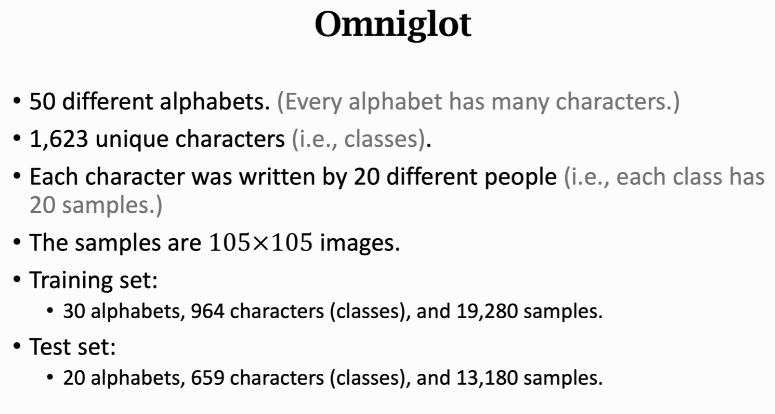 Omniglot
• 50 different alphabets. (Every alphabet has many characters.)
• 1,623 unique characters (i.e., classes).
• Each character was written by 20 different people (i.e., each class has
20 samples.)
• The samples are 105×105 images.
• Training set:
• 30 alphabets, 964 characters (classes), and 19,280 samples.
• Test set:
• 20 alphabets, 659 characters (classes), and 13,180 samples.